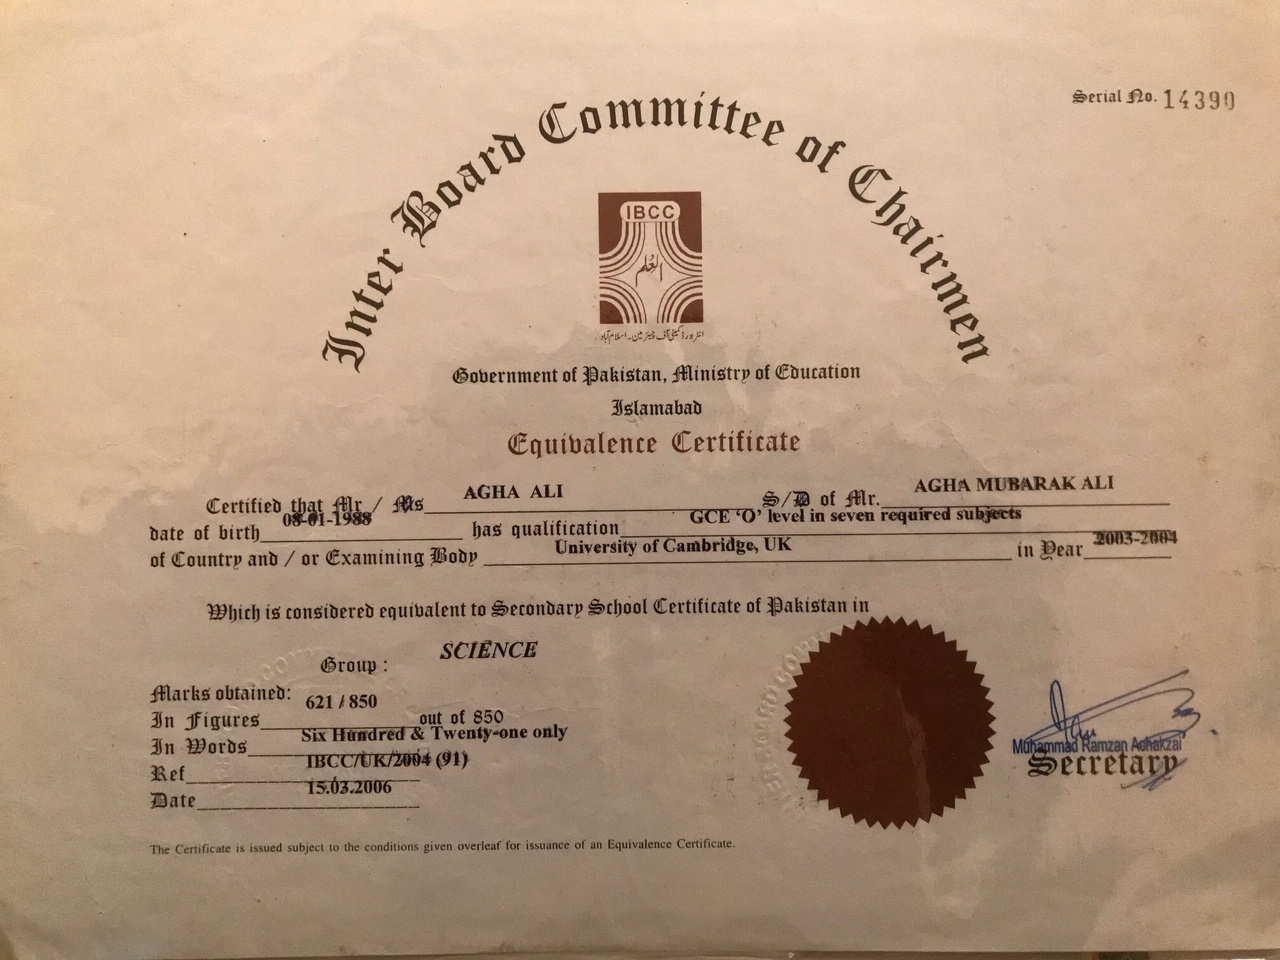 Serial No. 14390
Inter Board Committee of Chairmen
IBCC
العلم
انٹر بورڈ کمیٹی آف چیئرمین۔اسلام آباد
Government of Pakistan, Ministry of Education
Islamabad
Equivalence Certificate
Certified that Mr / Ms AGHA ALI S/D of Mr. AGHA MUBARAK ALI
date of birth 08-01-1988 has qualification GCE ‘O’ level in seven required subjects
of Country and / or Examining Body University of Cambridge, UK in Year 2003-2004
Which is considered equivalent to Secondary School Certificate of Pakistan in
Group : SCIENCE
Marks obtained:
In Figures 621 / 850 out of 850
In Words Six Hundred & Twenty-one only
Ref IBCC/UK/2004 (91)
Date 15.03.2006
Muhammad Ramzan Achakzai
Secretary
The Certificate is issued subject to the conditions given overleaf for issuance of an Equivalence Certificate.